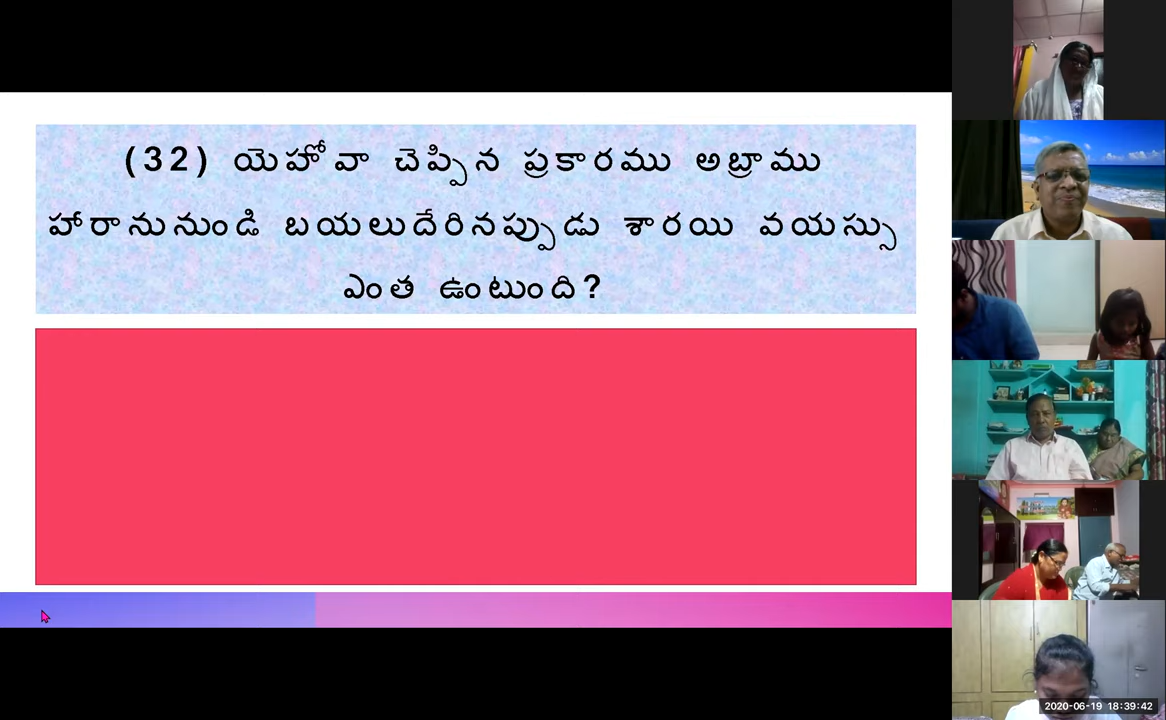 (32) యెహోవా చెప్పిన ప్రకారము అబ్రాము
హారానునుండి బయలుదేరినప్పుడు శారయి వయస్సు
ఎంత ఉంటుంది?
2020-06-19 18:39:42